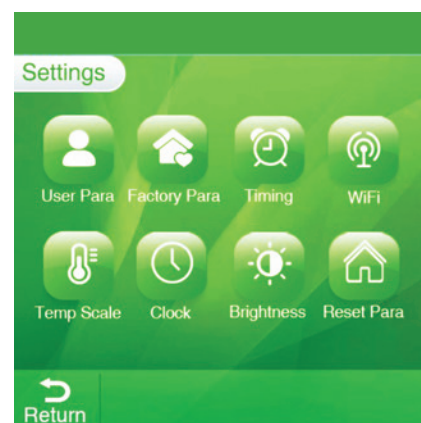 Settings
User Para Factory Para Timing WiFi
Temp Scale Clock Brightness Reset Para
Return